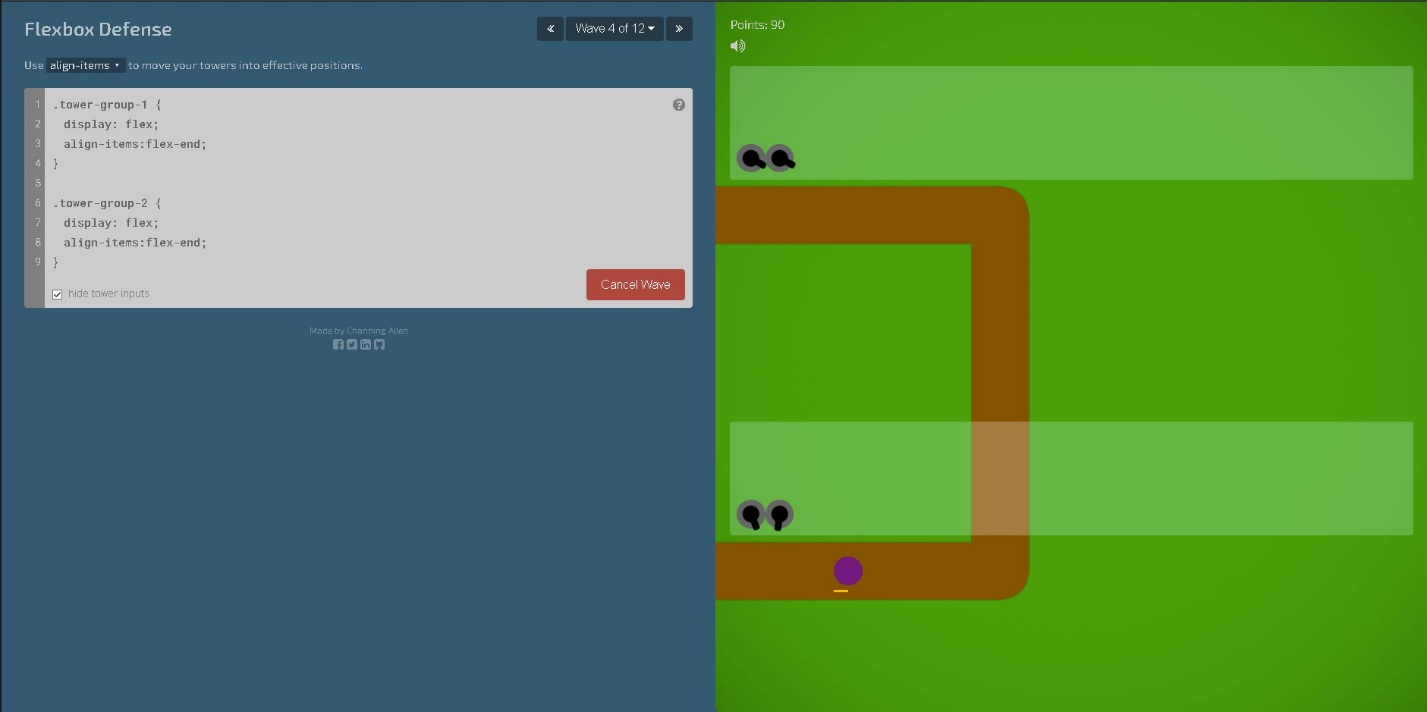 Flexbox Defense
« Wave 4 of 12 »
Use align-items to move your towers into effective positions.
1 .tower-group-1 {
2 display: flex;
3 align-items:flex-end;
4 }
5
6 .tower-group-2 {
7 display: flex;
8 align-items:flex-end;
9 }
?
hide tower inputs
Cancel Wave
Made by Channing Allen
Points: 90